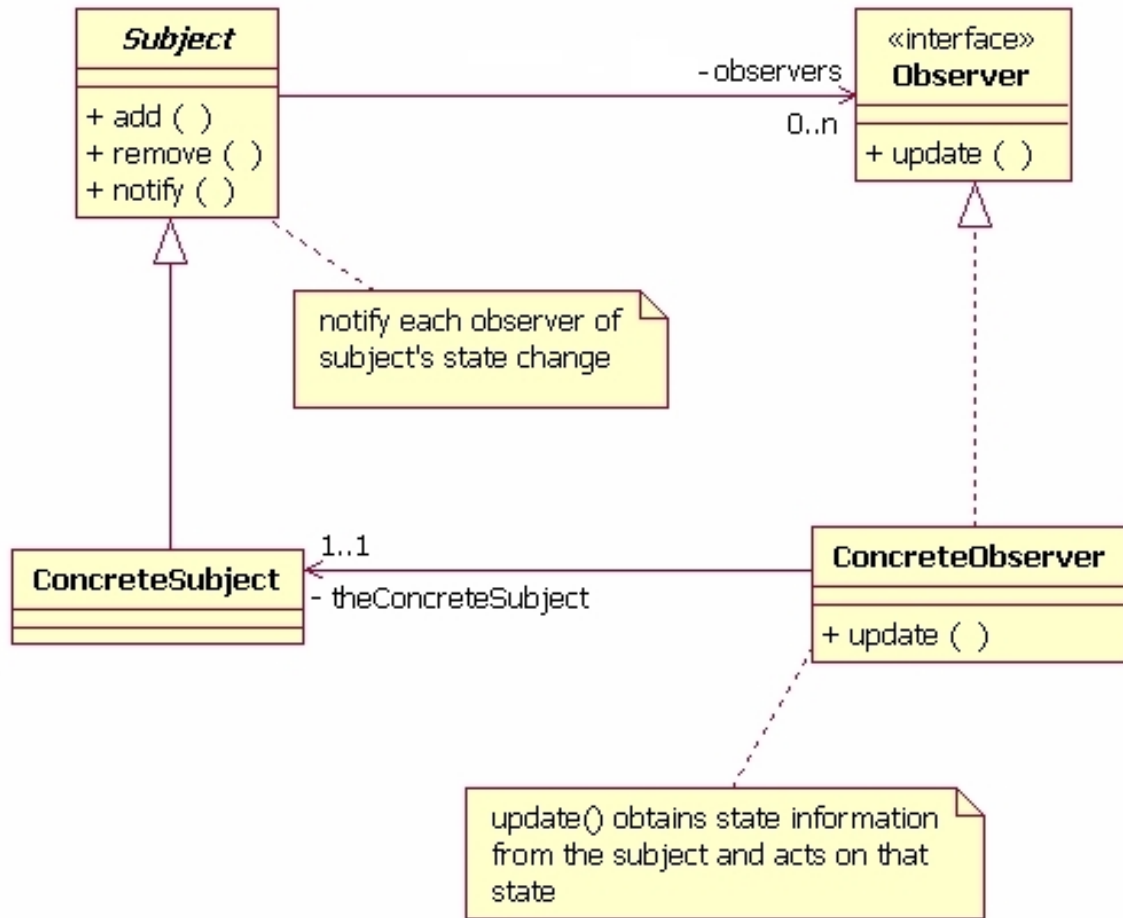 Subject
+ add ( )
+ remove ( )
+ notify ( )
- observers
0..n
«interface»
Observer
+ update ( )
notify each observer of
subject's state change
ConcreteSubject
1..1
- theConcreteSubject
ConcreteObserver
+ update ( )
update() obtains state information
from the subject and acts on that
state